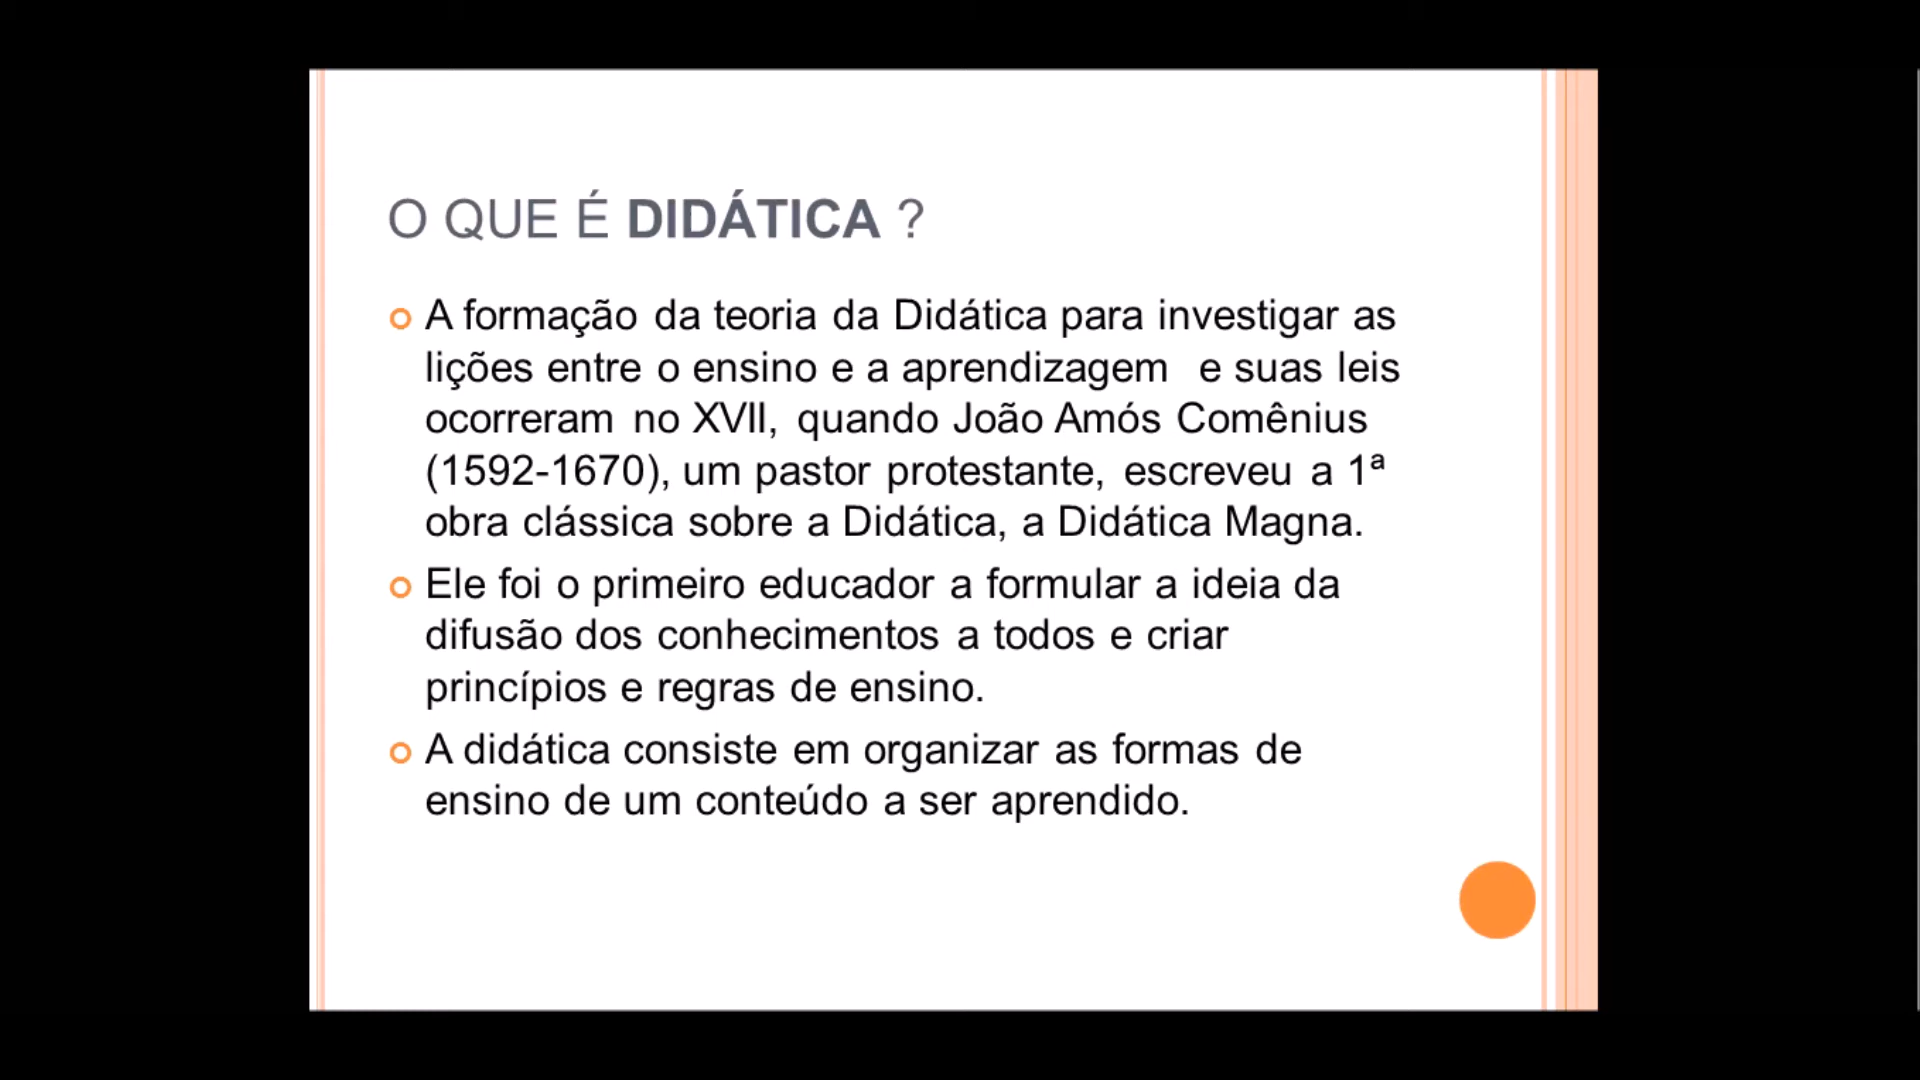 O QUE É DIDÁTICA ?
A formação da teoria da Didática para investigar as
lições entre o ensino e a aprendizagem e suas leis
ocorreram no XVII, quando João Amós Comênius
(1592-1670), um pastor protestante, escreveu a 1ª
obra clássica sobre a Didática, a Didática Magna.
Ele foi o primeiro educador a formular a ideia da
difusão dos conhecimentos a todos e criar
princípios e regras de ensino.
A didática consiste em organizar as formas de
ensino de um conteúdo a ser aprendido.